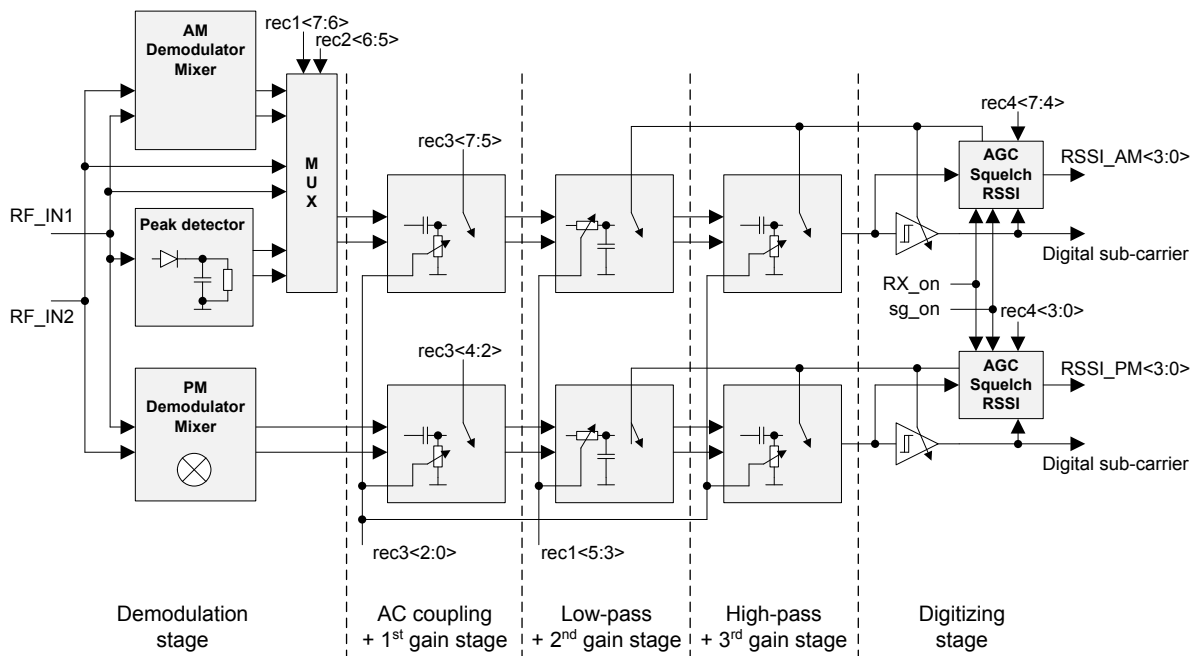 rec1<7:6>
rec2<6:5>
AM
Demodulator
Mixer
M
U
X
rec3<7:5>
rec4<7:4>
AGC
Squelch
RSSI
RSSI_AM<3:0>
RF_IN1
Peak detector
Digital sub-carrier
RX_on
sg_on
RF_IN2
rec3<4:2>
rec4<3:0>
AGC
Squelch
RSSI
RSSI_PM<3:0>
PM
Demodulator
Mixer
Digital sub-carrier
rec3<2:0>
rec1<5:3>
Demodulation
stage
AC coupling
+ 1st gain stage
Low-pass
+ 2nd gain stage
High-pass
+ 3rd gain stage
Digitizing
stage